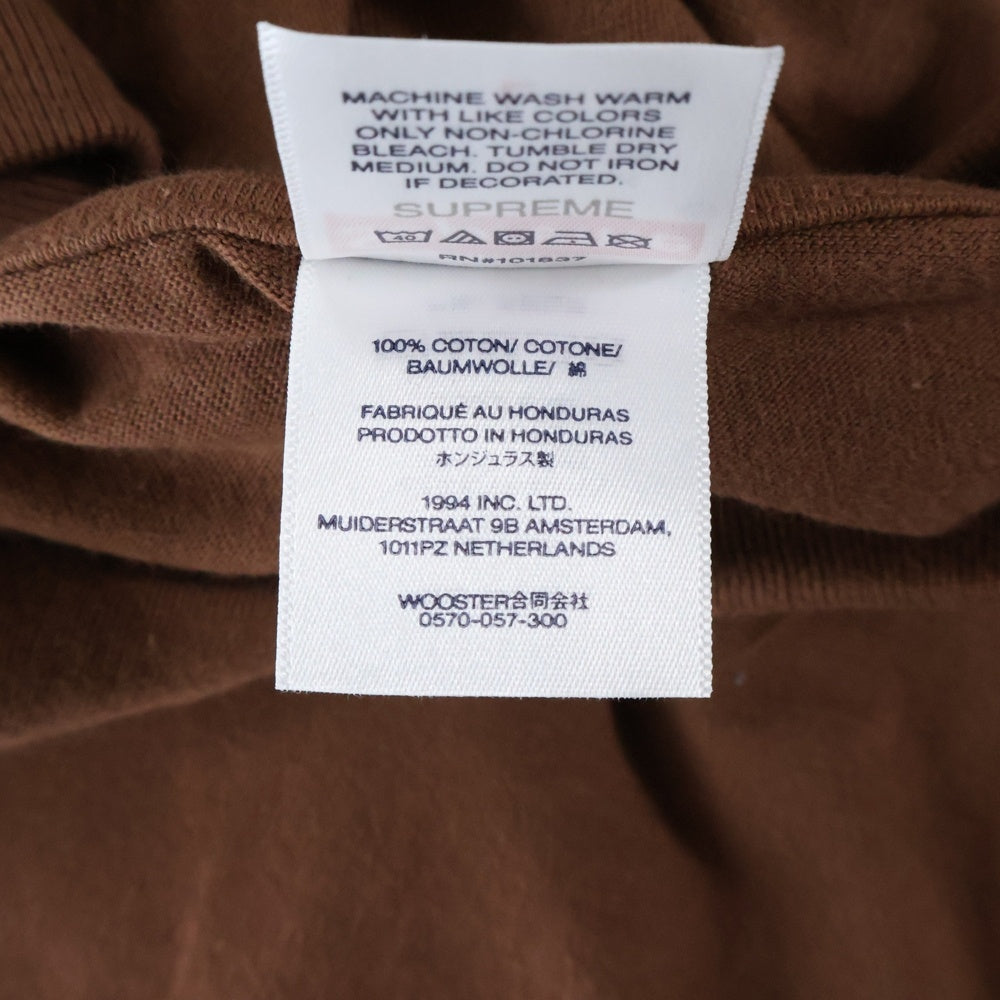 MACHINE WASH WARM
WITH LIKE COLORS
ONLY NON-CHLORINE
BLEACH. TUMBLE DRY
MEDIUM. DO NOT IRON
IF DECORATED.
SUPREME
40
RN#101837
100% COTON/ COTONE/
BAUMWOLLE/ 綿
FABRIQUÉ AU HONDURAS
PRODOTTO IN HONDURAS
ホンジュラス製
1994 INC. LTD.
MUIDERSTRAAT 9B AMSTERDAM,
1011PZ NETHERLANDS
WOOSTER合同会社
0570-057-300